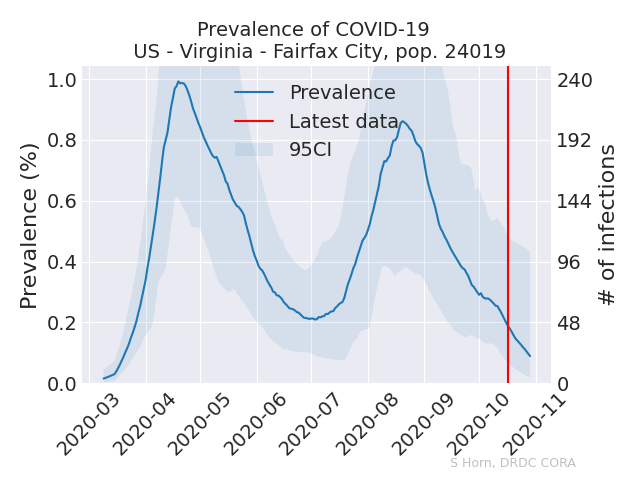 Prevalence of COVID-19
US - Virginia - Fairfax City, pop. 24019
Prevalence
Latest data
95CI
Prevalence (%)
1.0
0.8
0.6
0.4
0.2
0.0
240
192
144
96
48
0
# of infections
2020-03
2020-04
2020-05
2020-06
2020-07
2020-08
2020-09
2020-10
2020-11
S Horn, DRDC CORA